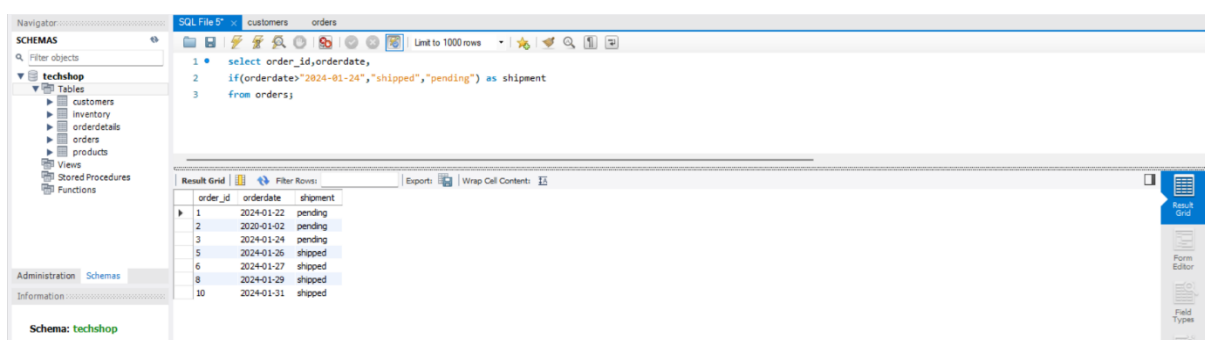 Navigator
SCHEMAS
Filter objects
techshop
Tables
customers
inventory
orderdetails
orders
products
Views
Stored Procedures
Functions
Administration Schemas
Information
Schema: techshop
SQL File 5* × customers orders
Limit to 1000 rows
1 select order_id,orderdate,
2 if(orderdate>"2024-01-24","shipped","pending") as shipment
3 from orders;
Result Grid Filter Rows: Export: Wrap Cell Content:
order_id orderdate shipment
1 2024-01-22 pending
2 2020-01-02 pending
3 2024-01-24 pending
5 2024-01-26 shipped
6 2024-01-27 shipped
8 2024-01-29 shipped
10 2024-01-31 shipped
Result
Grid
Form
Editor
Field
Types